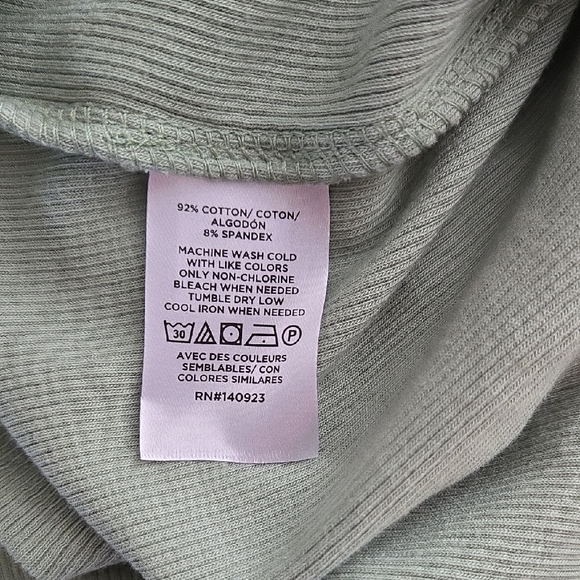 92% COTTON/ COTON/
ALGODÓN
8% SPANDEX
MACHINE WASH COLD
WITH LIKE COLORS
ONLY NON-CHLORINE
BLEACH WHEN NEEDED
TUMBLE DRY LOW
COOL IRON WHEN NEEDED
30 P
AVEC DES COULEURS
SEMBLABLES/ CON
COLORES SIMILARES
RN#140923